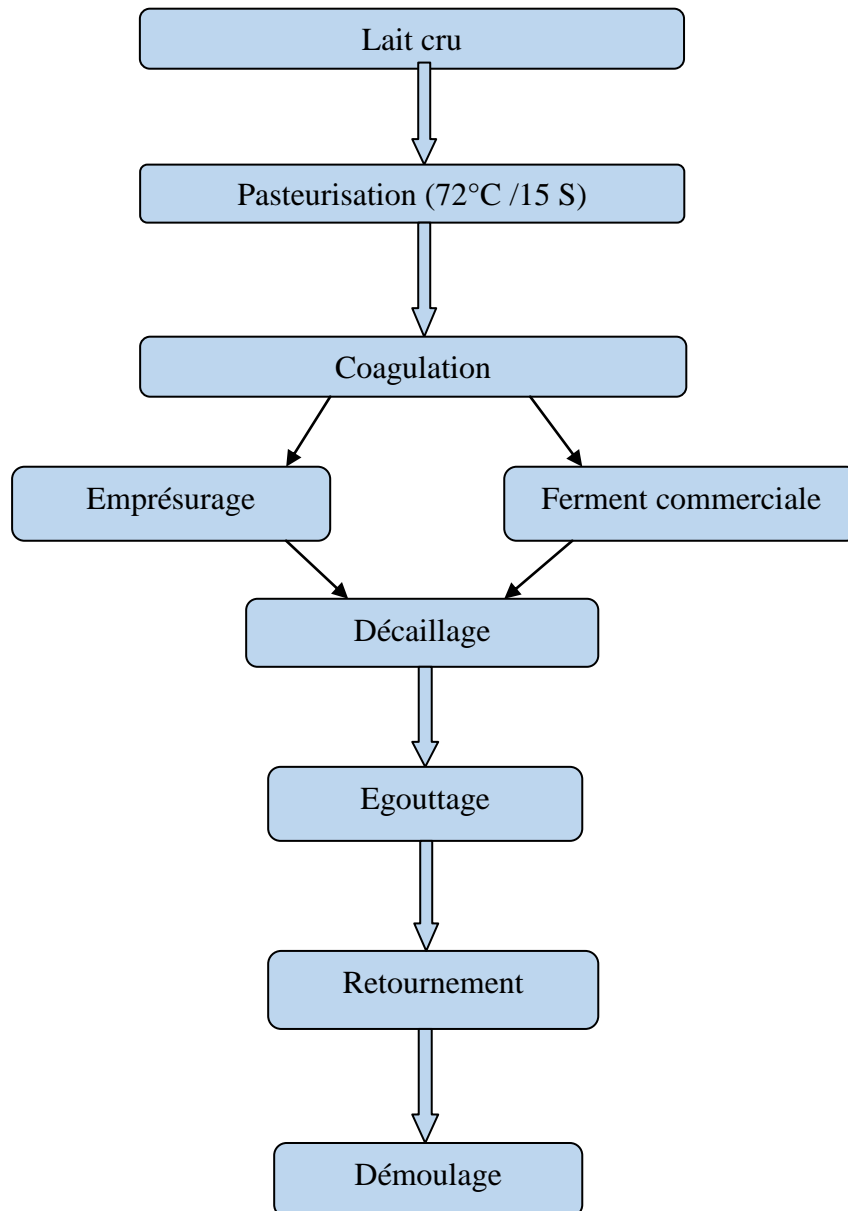 Lait cru
Pasteurisation (72°C /15 S)
Coagulation
Emprésurage
Ferment commerciale
Décaillage
Egouttage
Retournement
Démoulage